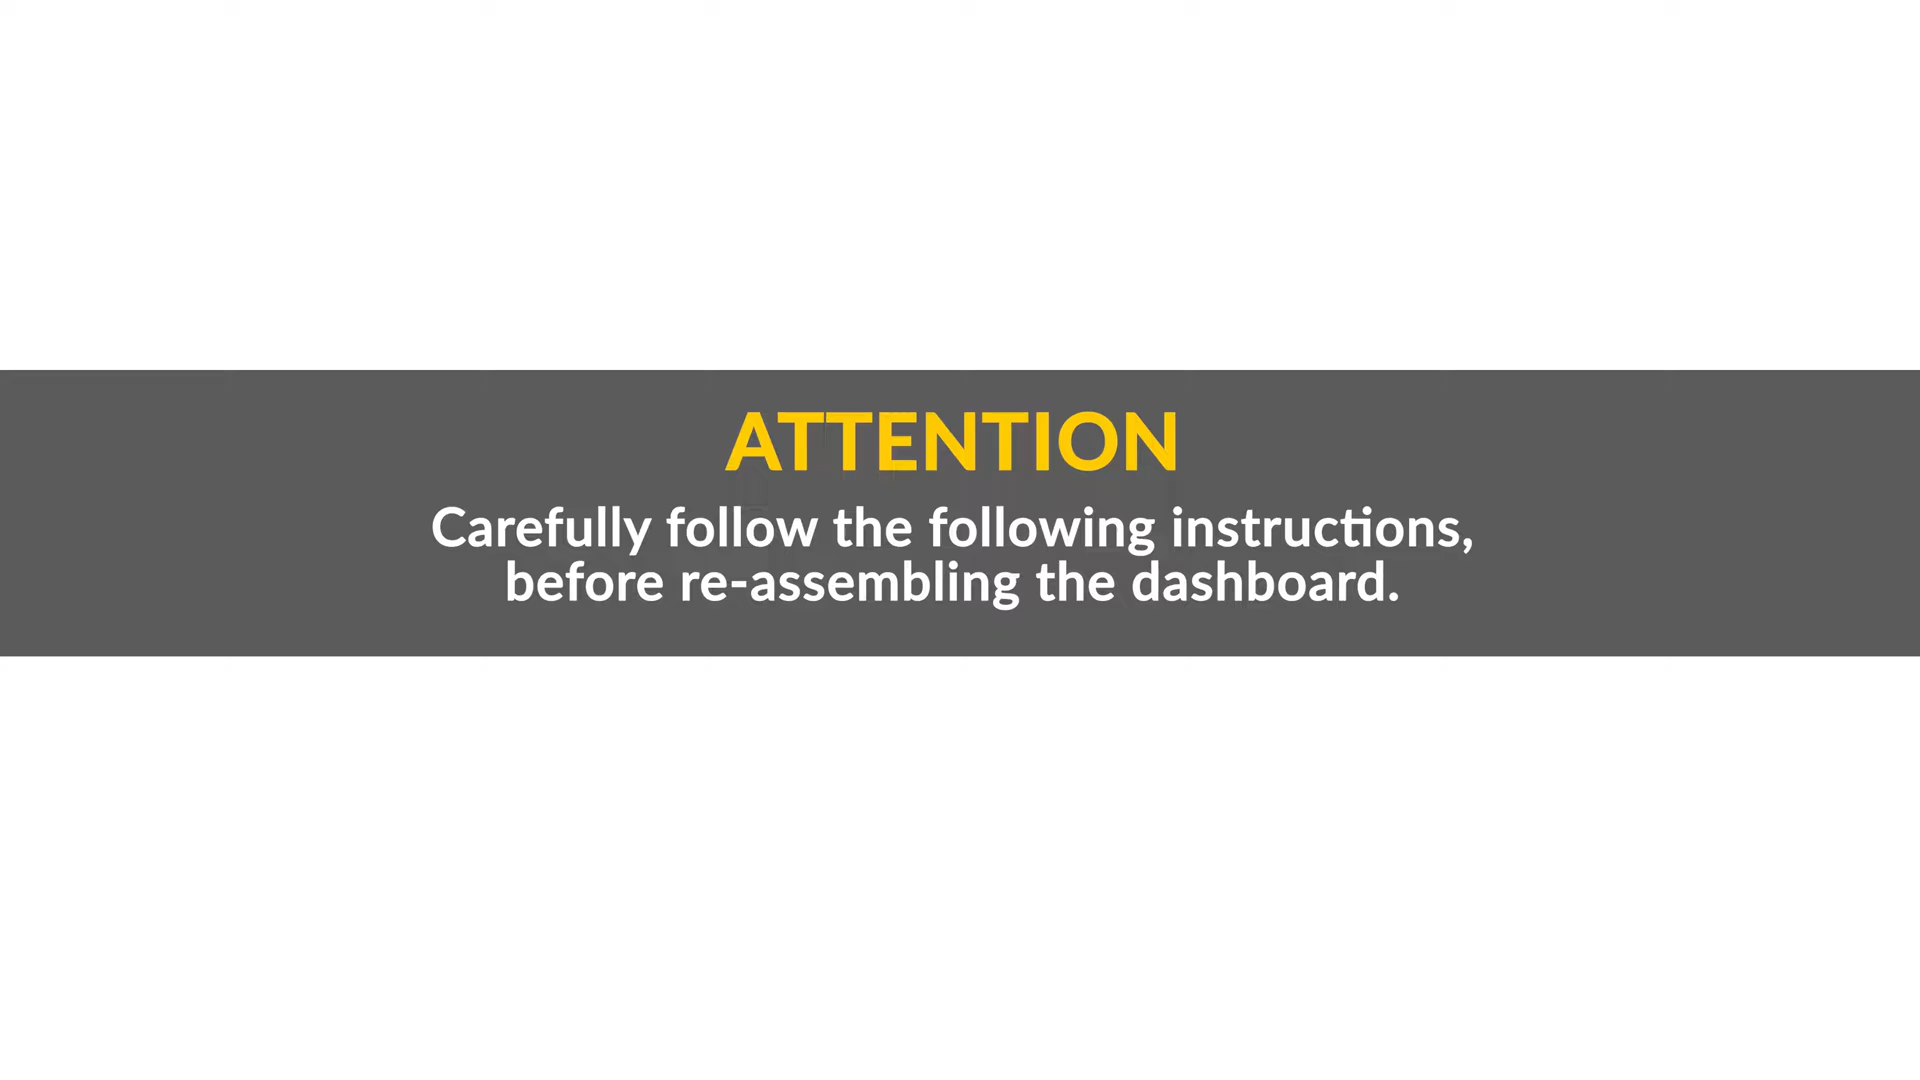 ATTENTION
Carefully follow the following instructions,
before re-assembling the dashboard.